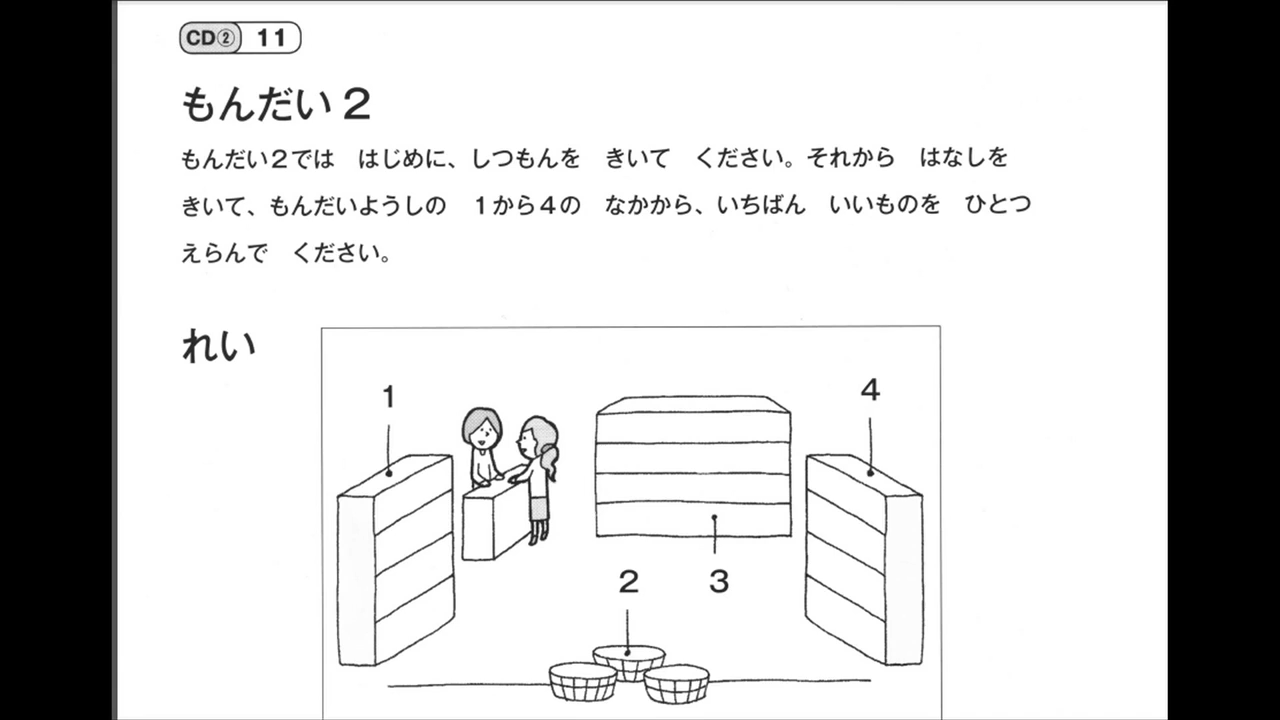 CD② 11
もんだい2
もんだい2では　はじめに、しつもんを　きいて　ください。それから　はなしを
きいて、もんだいようしの　1から4の　なかから、いちばん　いいものを　ひとつ
えらんで　ください。
れい
1
4
2
3